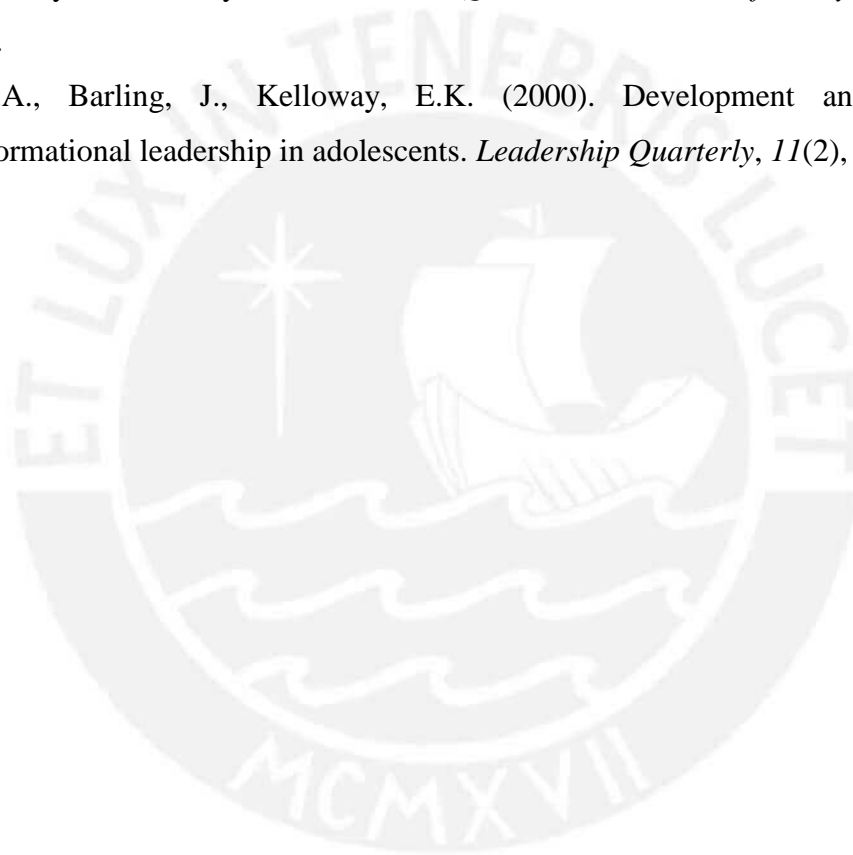 A., Barling, J., Kelloway, E.K. (2000). Development an
ormational leadership in adolescents. Leadership Quarterly, 11(2),
ET LUX IN TENEBRIS LUCET
MCMXVII